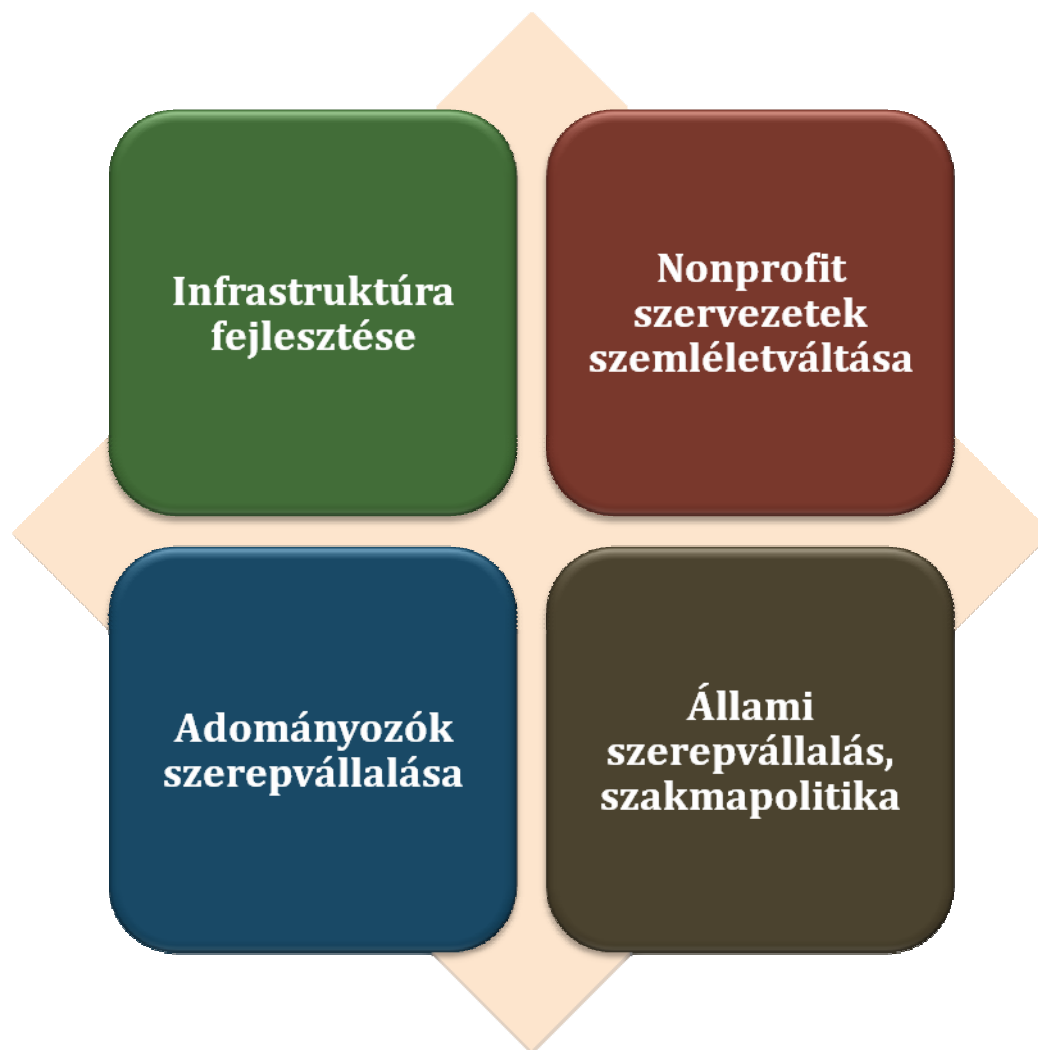 Infrastruktúra
fejlesztése
Nonprofit
szervezetek
szemléletváltása
Adományozók
szerepvállalása
Állami
szerepvállalás,
szakmapolitika